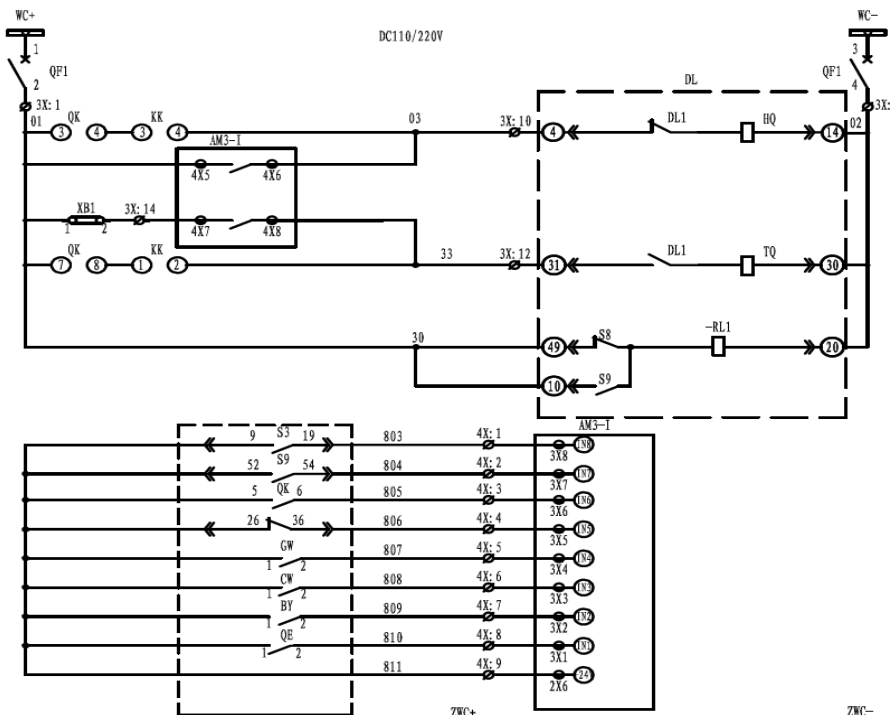 WC+ WC-
DC110/220V
1 3
QF1 DL QF1
2 4
3X:1 3X:
01 QK KK 03 3X:10 DL1 HQ 02
3 4 3 4 4 14
AM3-I
4X5 4X6
XB1 3X:14
1 2 4X7 4X8
QK KK 33 3X:12 DL1 TQ
7 8 1 2 31 30
30 S8 -RL1
49 20
10 S9
AM3-I
9 S3 19 803 4X:1 IN8
3X8
52 S9 54 804 4X:2 IN7
3X7
5 QK 6 805 4X:3 IN6
3X6
26 36 806 4X:4 IN5
3X5
GW 807 4X:5 IN4
1 2 3X4
CW 808 4X:6 IN3
1 2 3X3
BY 809 4X:7 IN2
1 2 3X2
QE 810 4X:8 IN1
1 2 3X1
811 4X:9
2X6
ZWC+ ZWC-